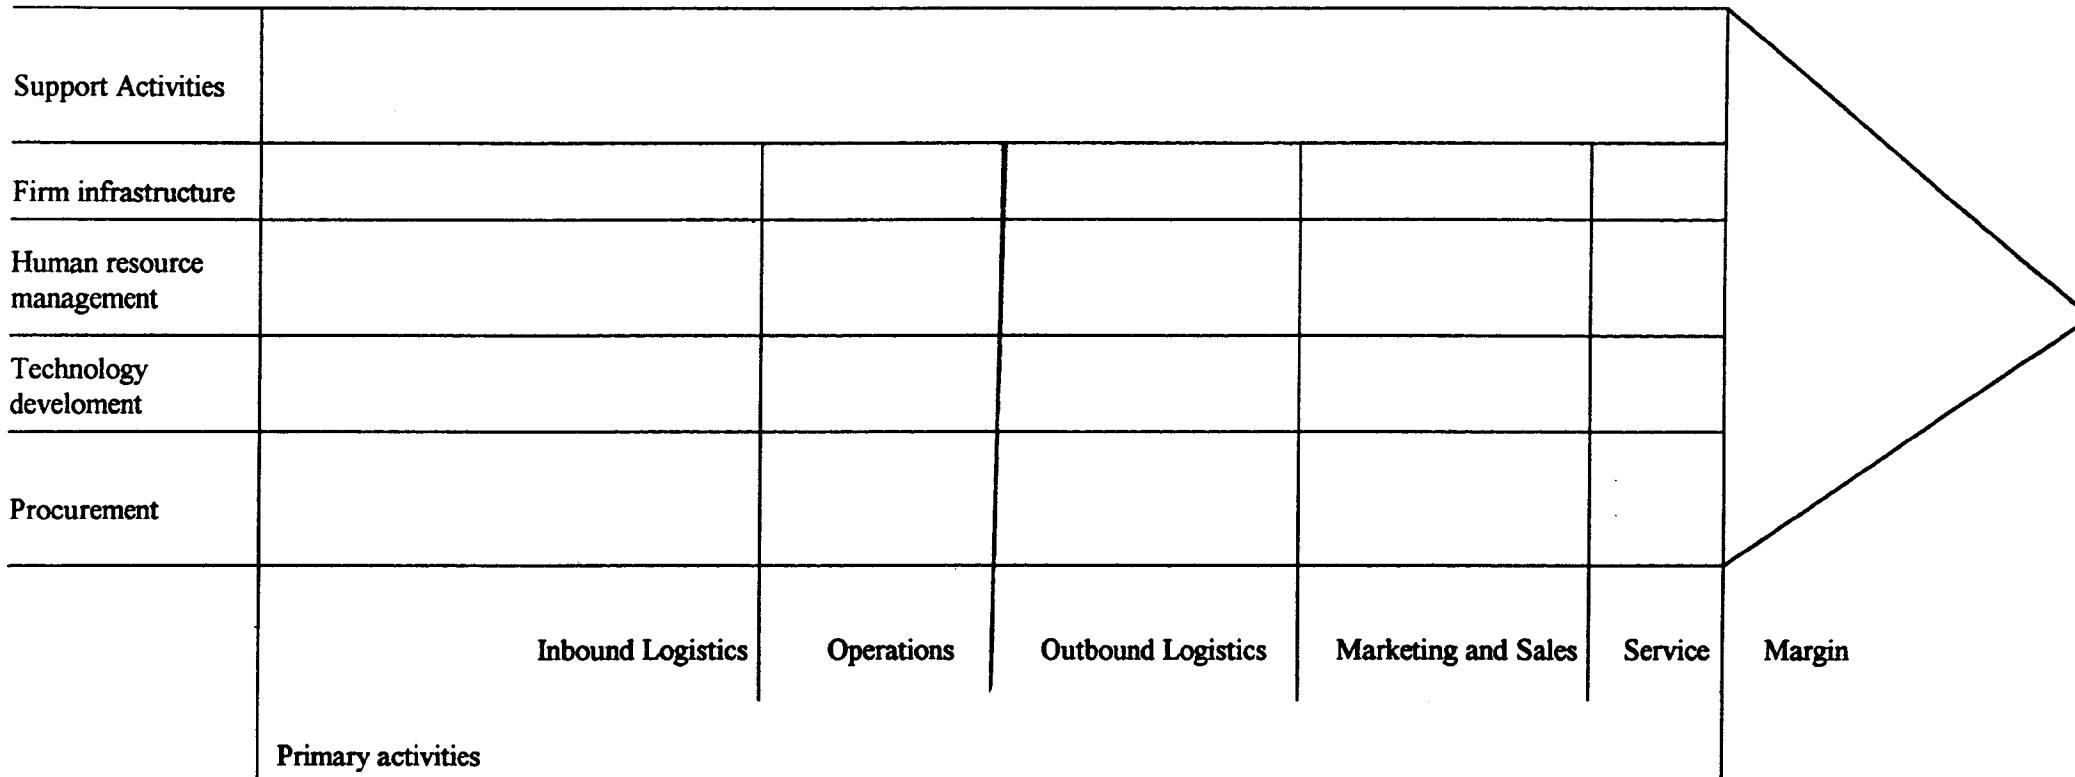 Support Activities
Firm infrastructure
Human resource
management
Technology
develoment
Procurement
Inbound Logistics
Operations
Outbound Logistics
Marketing and Sales
Service
Margin
Primary activities